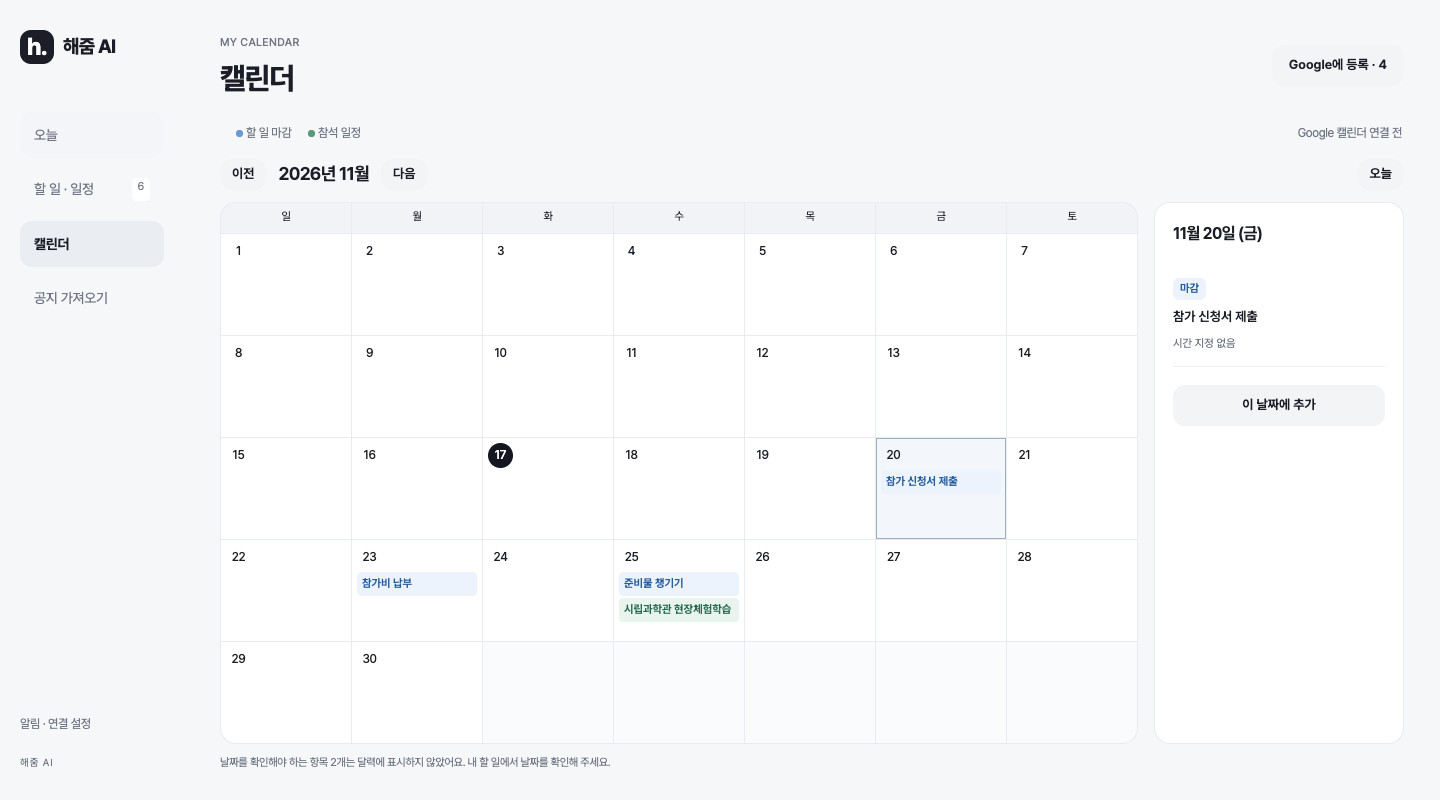 h. 해줌 AI
오늘
할 일 · 일정 6
캘린더
공지 가져오기
알림 · 연결 설정
해줌 AI
MY CALENDAR
캘린더
Google에 등록 · 4
할 일 마감 참석 일정
Google 캘린더 연결 전
이전 2026년 11월 다음
오늘
일 월 화 수 목 금 토
1 2 3 4 5 6 7
8 9 10 11 12 13 14
15 16 17 18 19 20 21
참가 신청서 제출
22 23 24 25 26 27 28
참가비 납부 준비물 챙기기
시립과학관 현장체험학습
29 30
날짜를 확인해야 하는 항목 2개는 달력에 표시하지 않았어요. 내 할 일에서 날짜를 확인해 주세요.
11월 20일 (금)
마감
참가 신청서 제출
시간 지정 없음
이 날짜에 추가